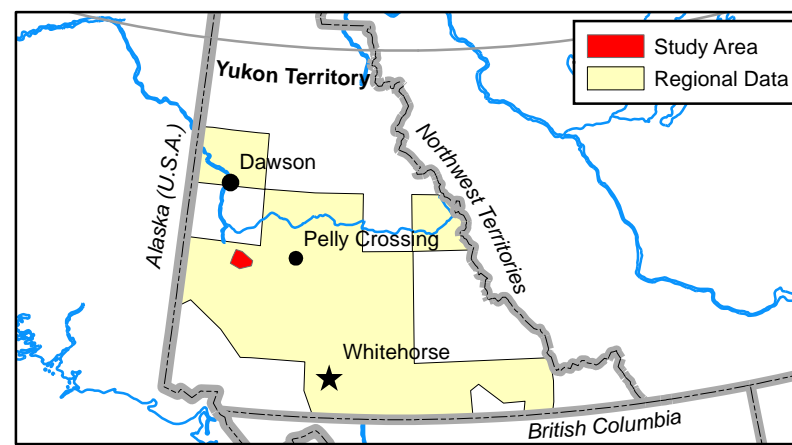 Study Area
Regional Data
Yukon Territory
Alaska (U.S.A.)
Dawson
Northwest Territories
Pelly Crossing
Whitehorse
British Columbia